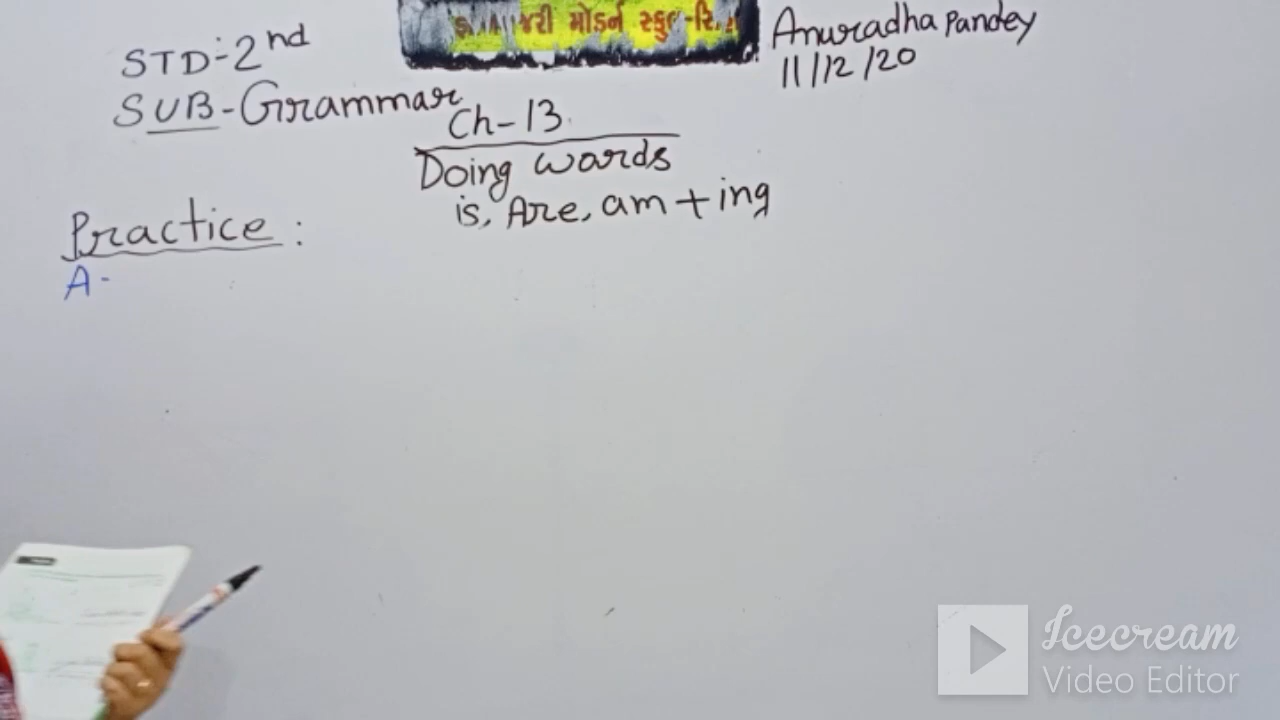 મોડર્ન સ્કુલ
Anuradha Pandey
11/12/20
STD:-2nd
SUB-Grammar
Ch-13
Doing words
is, Are, am + ing
Practice :
A-
Icecream
Video Editor